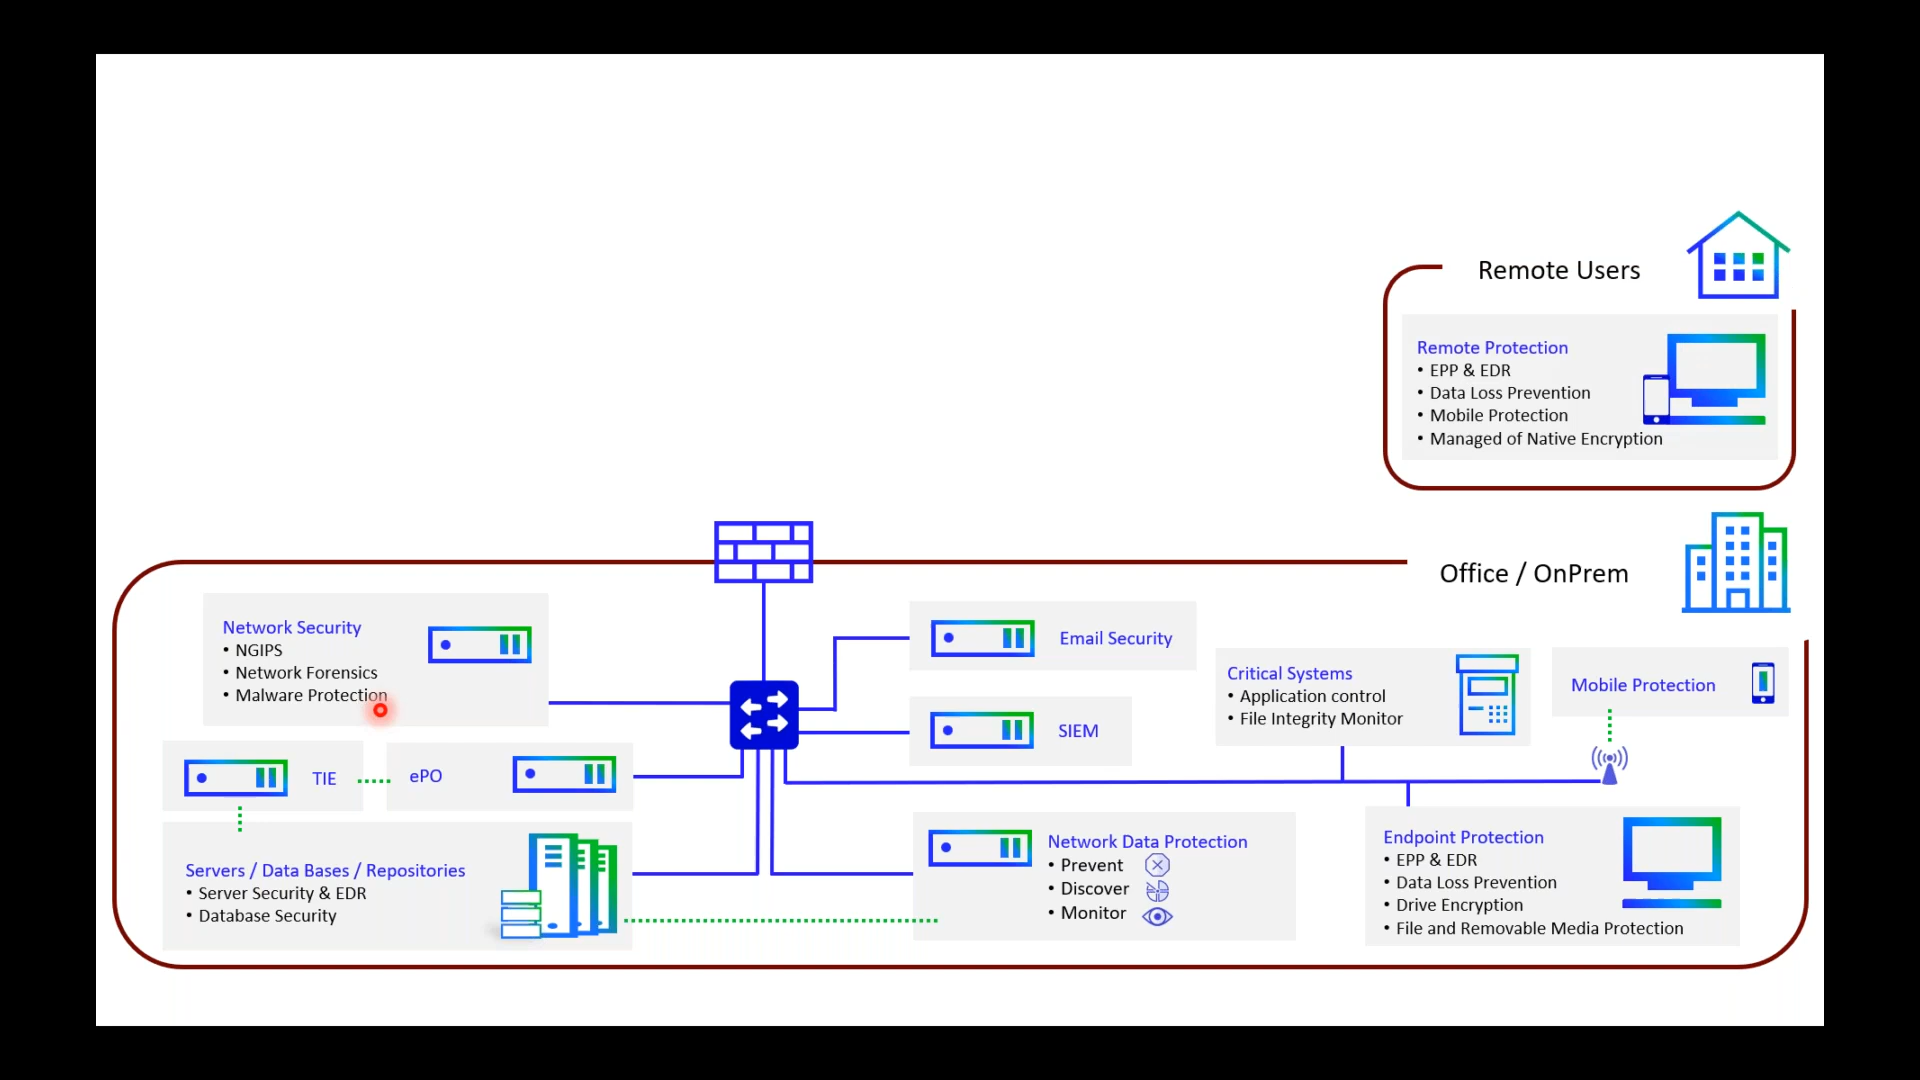 Remote Users
Remote Protection
• EPP & EDR
• Data Loss Prevention
• Mobile Protection
• Managed of Native Encryption
Office / OnPrem
Network Security
• NGIPS
• Network Forensics
• Malware Protection
Email Security
SIEM
Critical Systems
• Application control
• File Integrity Monitor
Mobile Protection
TIE
ePO
Servers / Data Bases / Repositories
• Server Security & EDR
• Database Security
Network Data Protection
• Prevent
• Discover
• Monitor
Endpoint Protection
• EPP & EDR
• Data Loss Prevention
• Drive Encryption
• File and Removable Media Protection